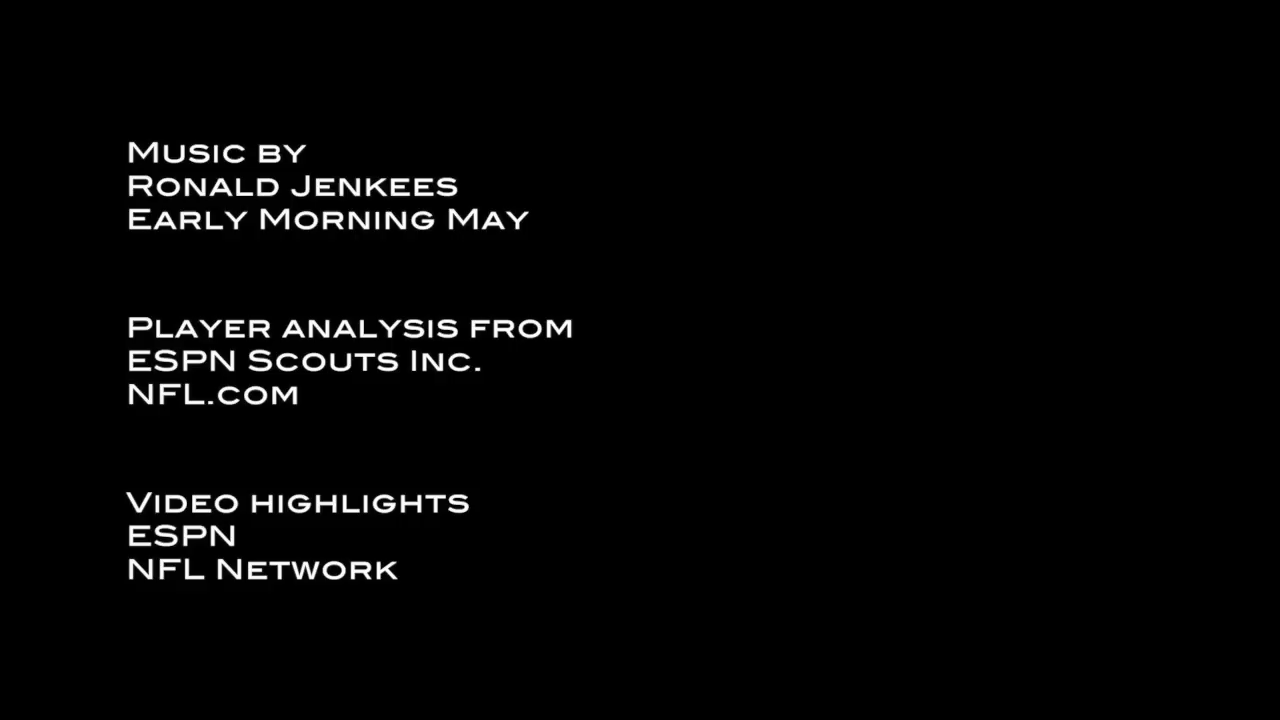 Music by
Ronald Jenkees
Early Morning May
Player analysis from
ESPN Scouts Inc.
NFL.com
Video highlights
ESPN
NFL Network